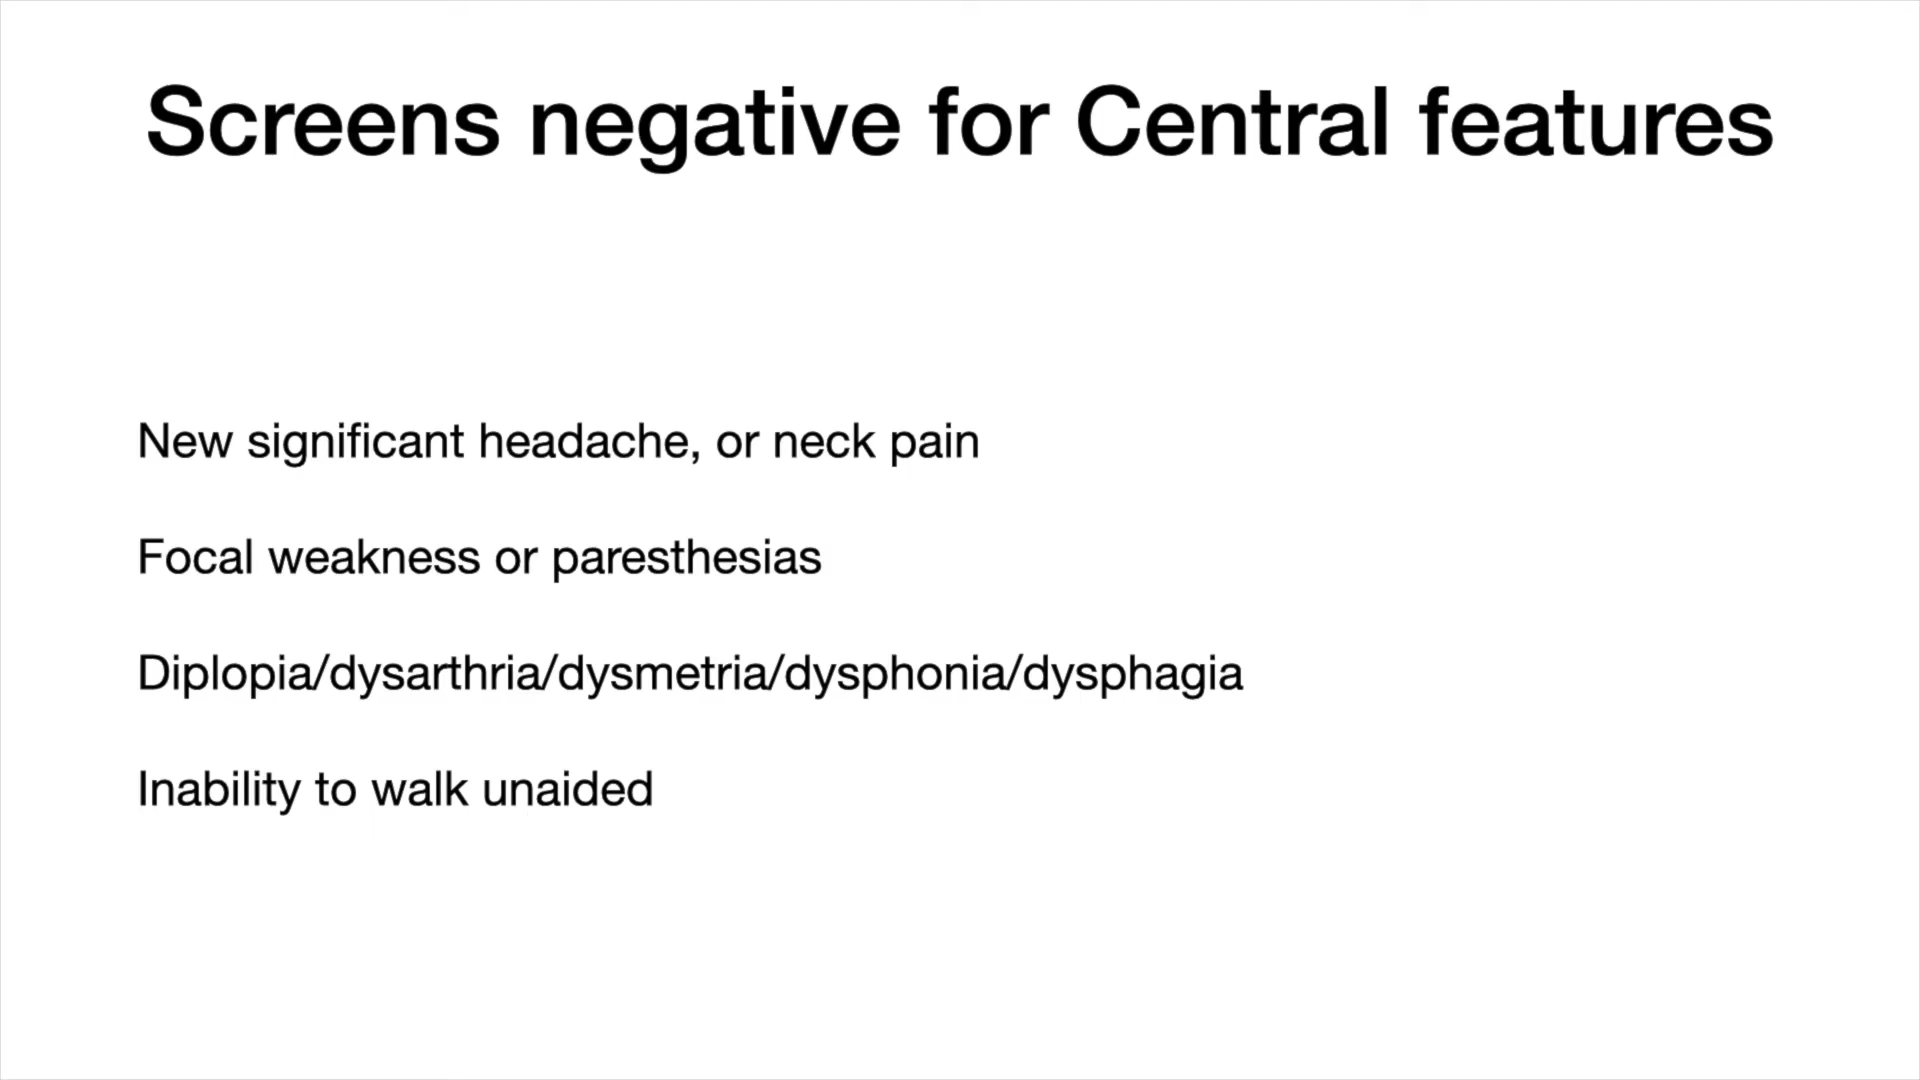 Screens negative for Central features
New significant headache, or neck pain
Focal weakness or paresthesias
Diplopia/dysarthria/dysmetria/dysphonia/dysphagia
Inability to walk unaided